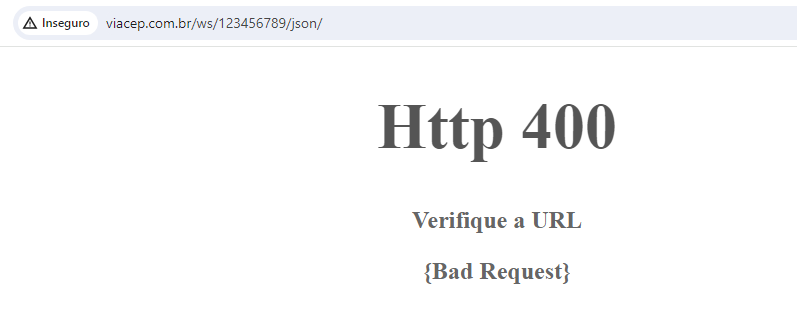 Inseguro viacep.com.br/ws/123456789/json/
Http 400
Verifique a URL
{Bad Request}